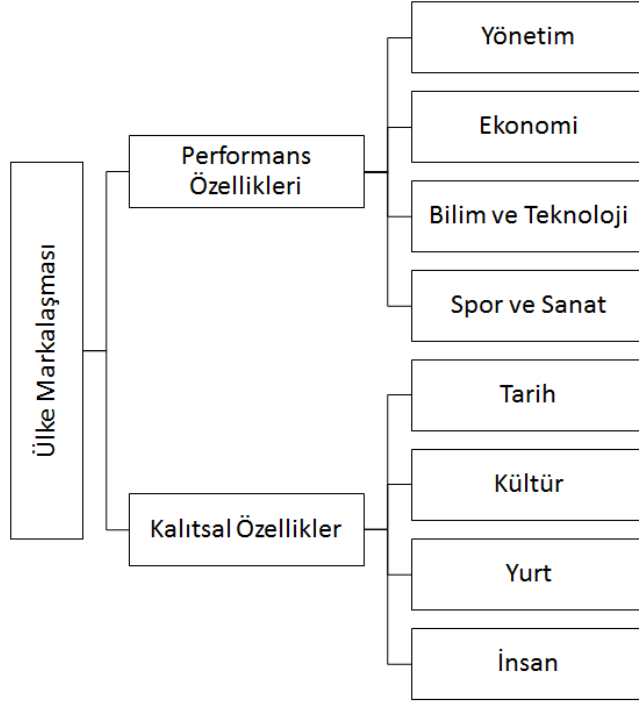 Ülke Markalaşması
Performans
Özellikleri
Yönetim
Ekonomi
Bilim ve Teknoloji
Spor ve Sanat
Kalıtsal Özellikler
Tarih
Kültür
Yurt
İnsan